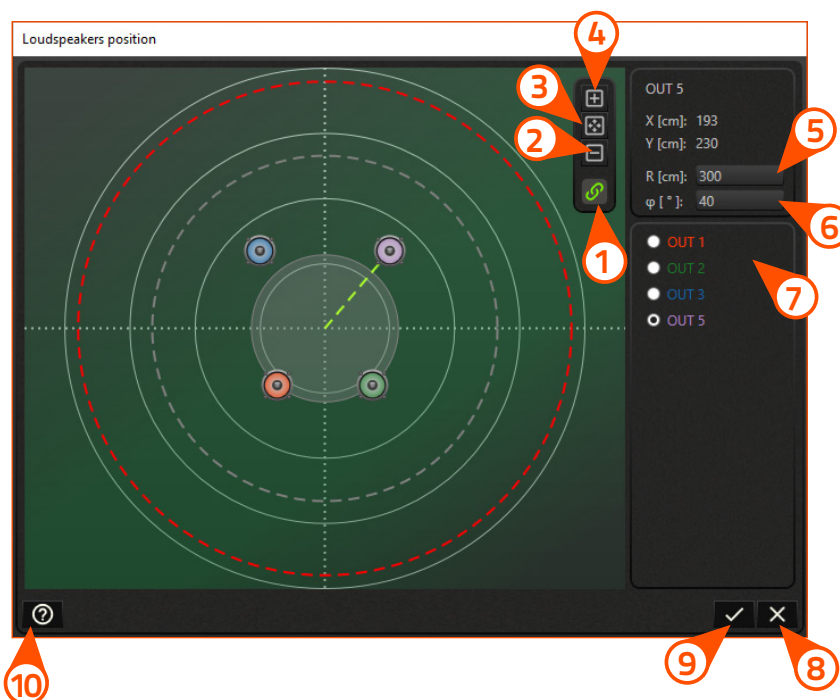 Loudspeakers position
4
3
2
1
OUT 5
X [cm]: 193
Y [cm]: 230
R [cm]: 300
φ [ ° ]: 40
5
6
OUT 1
OUT 2
OUT 3
OUT 5
7
10
9
8